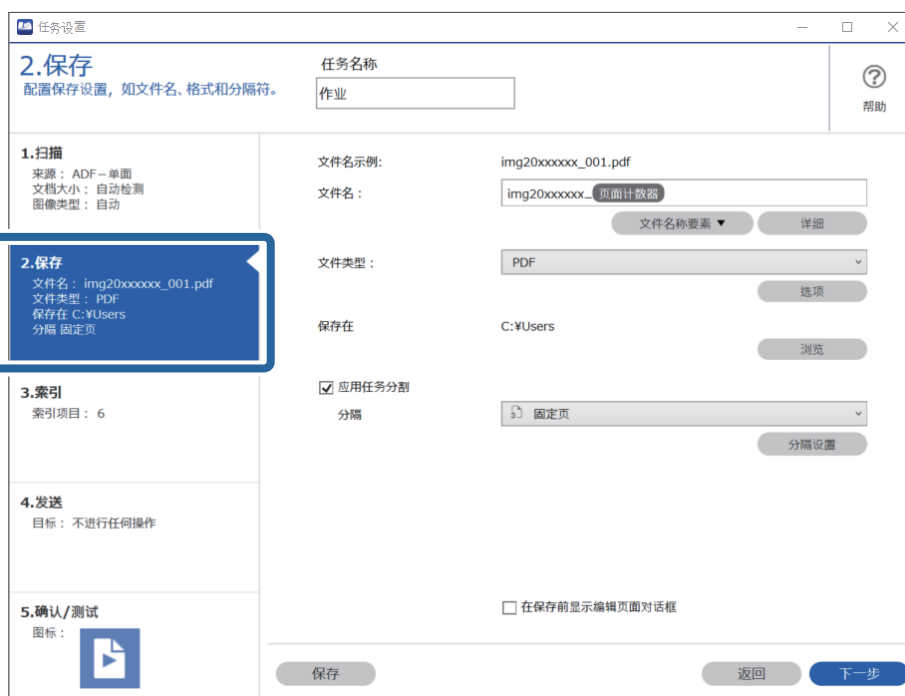 任务设置
2.保存
配置保存设置，如文件名、格式和分隔符。
任务名称
作业
帮助
1.扫描
来源： ADF－单面
文档大小： 自动检测
图像类型： 自动
2.保存
文件名： img20xxxxxx_001.pdf
文件类型： PDF
保存在 C:¥Users
分隔 固定页
3.索引
索引项目： 6
4.发送
目标： 不进行任何操作
5.确认/测试
图标：
文件名示例:
img20xxxxxx_001.pdf
文件名：
img20xxxxxx_ 页面计数器
文件名称要素▼
详细
文件类型：
PDF
选项
保存在
C:¥Users
浏览
应用任务分割
分隔
3 固定页
分隔设置
在保存前显示编辑页面对话框
保存
返回
下一步